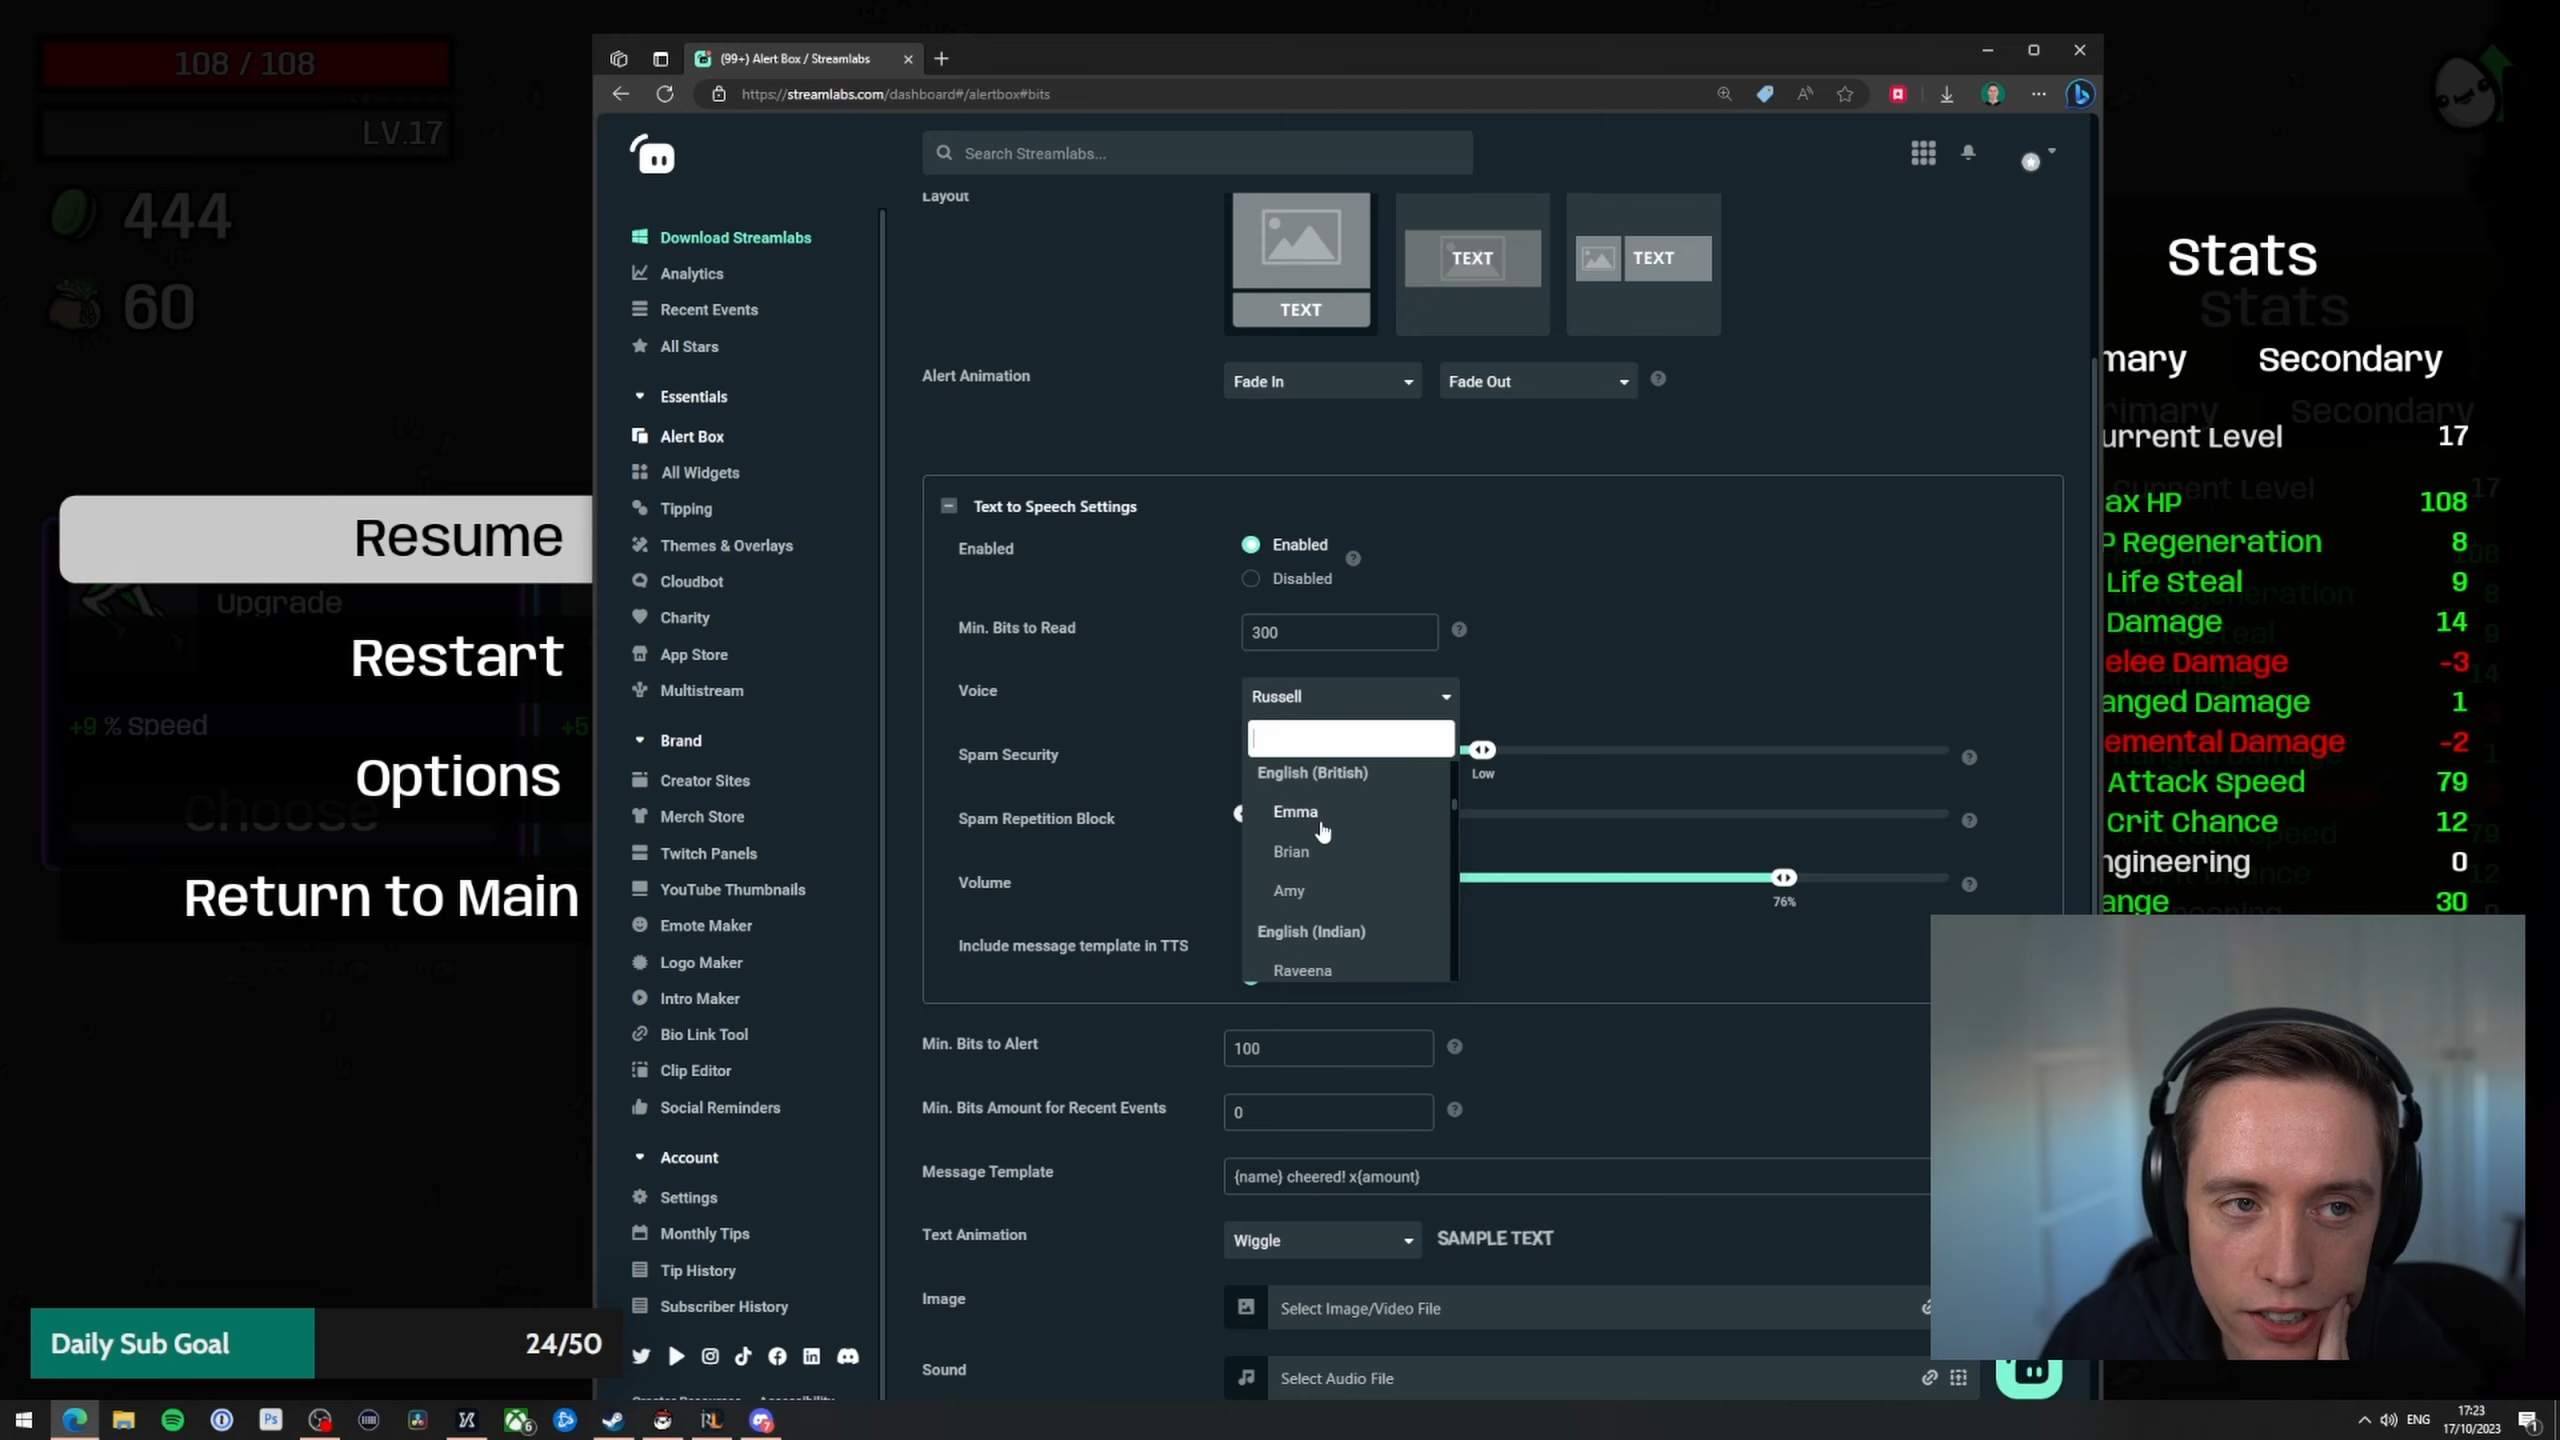 108 / 108
LV.17
444
60
Resume
Upgrade
Restart
+9 % Speed
+5
Options
Choose
Return to Main
Daily Sub Goal
24/50
(99+) Alert Box / Streamlabs
https://streamlabs.com/dashboard#/alertbox#bits
Search Streamlabs...
Download Streamlabs
Analytics
Recent Events
All Stars
Essentials
Alert Box
All Widgets
Tipping
Themes & Overlays
Cloudbot
Charity
App Store
Multistream
Brand
Creator Sites
Merch Store
Twitch Panels
YouTube Thumbnails
Emote Maker
Logo Maker
Intro Maker
Bio Link Tool
Clip Editor
Social Reminders
Account
Settings
Monthly Tips
Tip History
Subscriber History
Layout
TEXT
TEXT
TEXT
Alert Animation
Fade In
Fade Out
Text to Speech Settings
Enabled
Enabled
Disabled
Min. Bits to Read
300
Voice
Russell
English (British)
Emma
Brian
Amy
English (Indian)
Raveena
Spam Security
Low
Spam Repetition Block
Volume
76%
Include message template in TTS
Min. Bits to Alert
100
Min. Bits Amount for Recent Events
0
Message Template
{name} cheered! x{amount}
Text Animation
Wiggle
SAMPLE TEXT
Image
Select Image/Video File
Sound
Select Audio File
Stats
Stats
mary
Secondary
rimary
Secondary
urrent Level 17
Current Level 17
ax HP 108
P Regeneration 8
Life Steal 9
Damage 14
elee Damage -3
anged Damage 1
emental Damage -2
Attack Speed 79
Crit Chance 12
ngineering 0
ange 30
ENG
17:23
17/10/2023